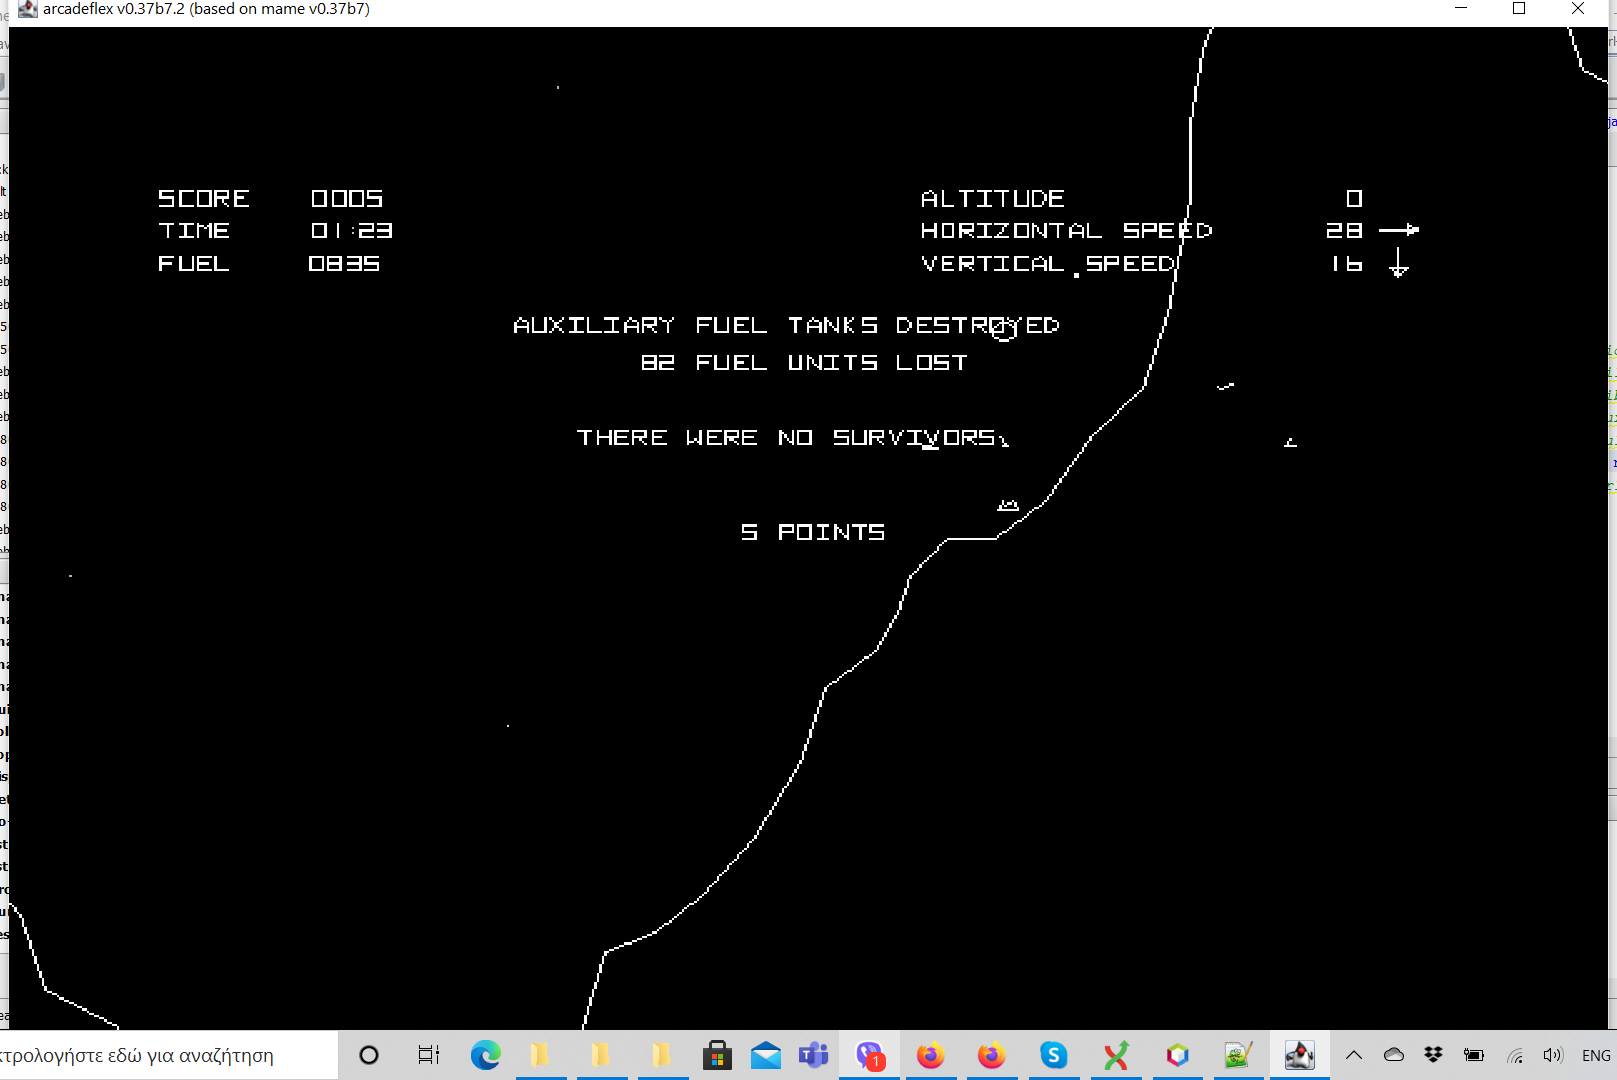 arcadeflex v0.37b7.2 (based on mame v0.37b7)
SCORE 0005
TIME 01:23
FUEL 0835
ALTITUDE 0
HORIZONTAL SPEED 28
VERTICAL SPEED 16
AUXILIARY FUEL TANKS DESTROYED
82 FUEL UNITS LOST
THERE WERE NO SURVIVORS
5 POINTS
κτρολογήστε εδώ για αναζήτηση
1
ENG